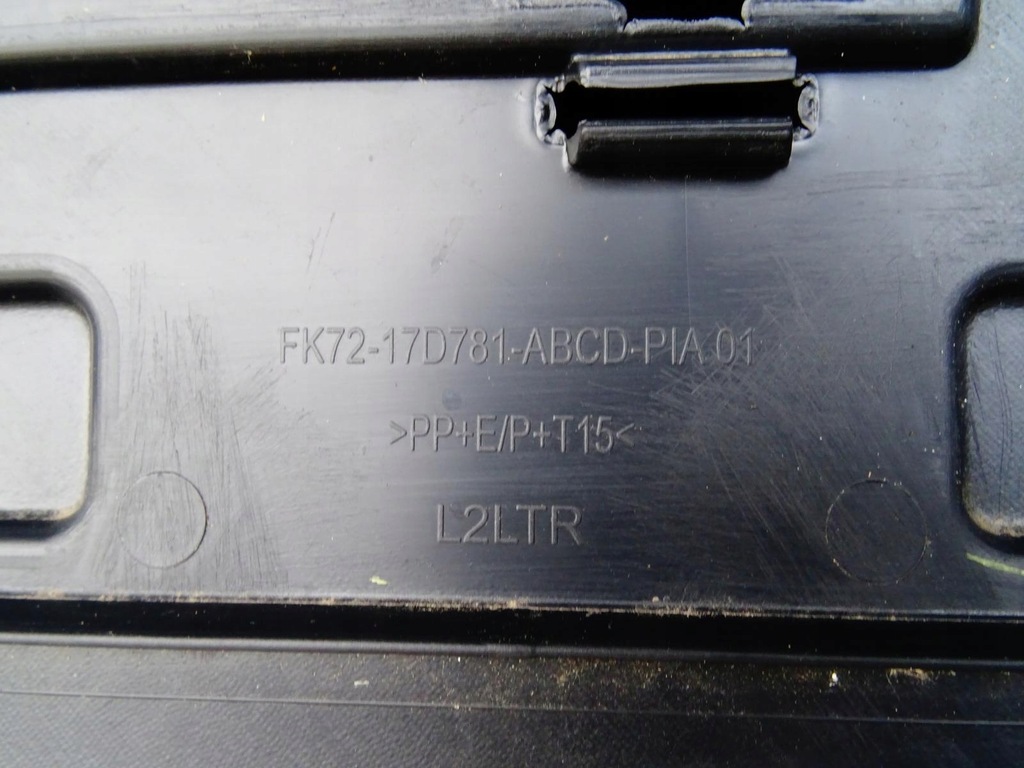 FK72-17D781-ABCD-PIA 01
>PP+E/P+T15<
L2LTR